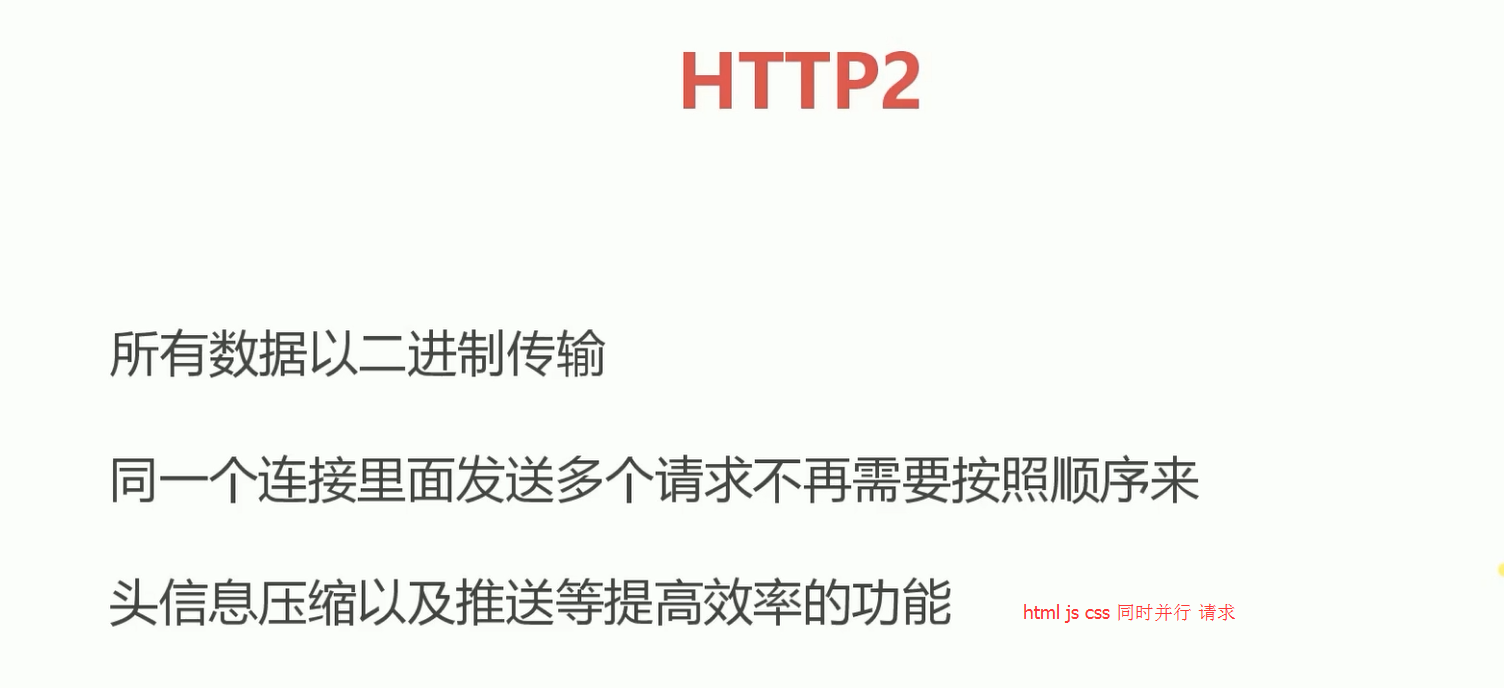 HTTP2
所有数据以二进制传输
同一个连接里面发送多个请求不再需要按照顺序来
头信息压缩以及推送等提高效率的功能
html js css 同时并行 请求